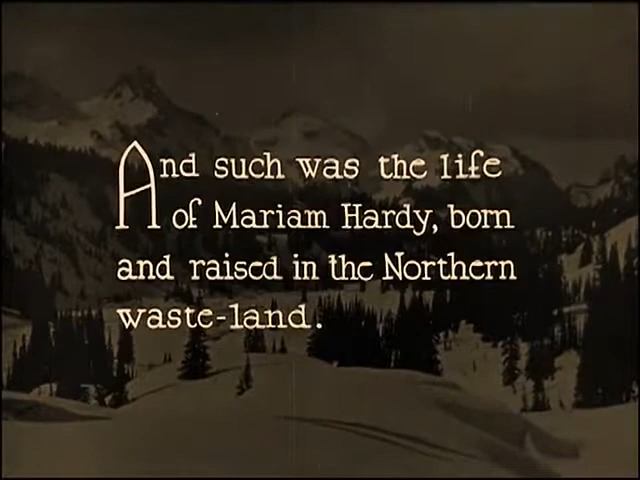 And such was the life
of Mariam Hardy, born
and raised in the Northern
waste-land.